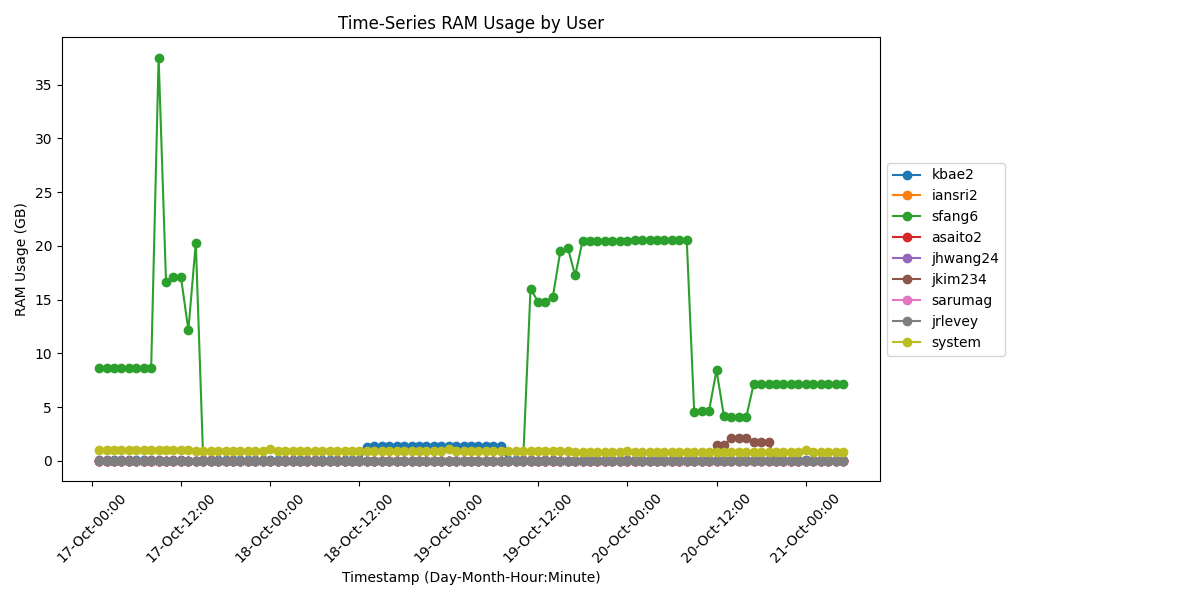 Time-Series RAM Usage by User
RAM Usage (GB)
35
30
25
20
15
10
5
0
17-Oct-00:00
17-Oct-12:00
18-Oct-00:00
18-Oct-12:00
19-Oct-00:00
19-Oct-12:00
20-Oct-00:00
20-Oct-12:00
21-Oct-00:00
Timestamp (Day-Month-Hour:Minute)
kbae2
iansri2
sfang6
asaito2
jhwang24
jkim234
sarumag
jrlevey
system